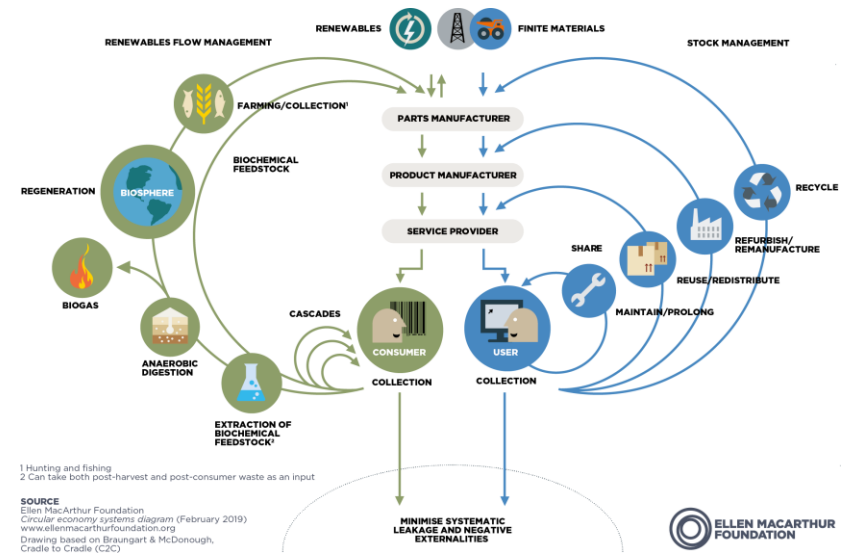 RENEWABLES
FINITE MATERIALS
RENEWABLES FLOW MANAGEMENT
STOCK MANAGEMENT
FARMING/COLLECTION¹
PARTS MANUFACTURER
BIOCHEMICAL
FEEDSTOCK
PRODUCT MANUFACTURER
REGENERATION
BIOSPHERE
RECYCLE
SERVICE PROVIDER
SHARE
REFURBISH/
REMANUFACTURE
REUSE/REDISTRIBUTE
BIOGAS
CASCADES
MAINTAIN/PROLONG
ANAEROBIC
DIGESTION
CONSUMER
USER
COLLECTION
COLLECTION
EXTRACTION OF
BIOCHEMICAL
FEEDSTOCK²
1 Hunting and fishing
2 Can take both post-harvest and post-consumer waste as an input
SOURCE
Ellen MacArthur Foundation
Circular economy systems diagram (February 2019)
www.ellenmacarthurfoundation.org
Drawing based on Braungart & McDonough,
Cradle to Cradle (C2C)
MINIMISE SYSTEMATIC
LEAKAGE AND NEGATIVE
EXTERNALITIES
ELLEN MACARTHUR
FOUNDATION